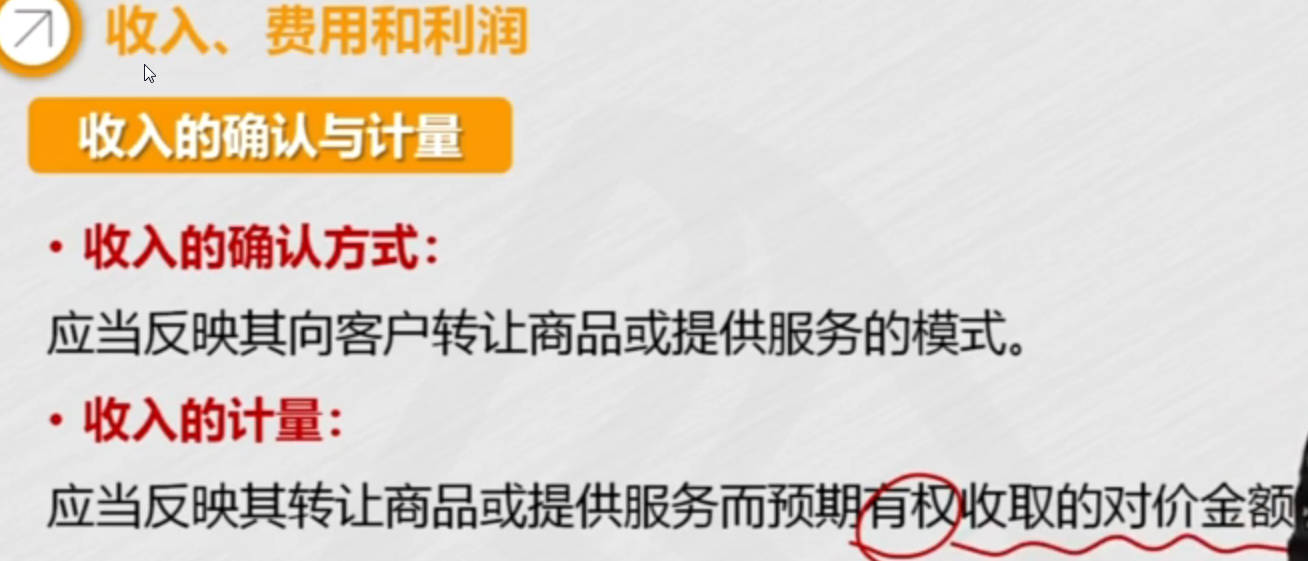 收入、费用和利润
收入的确认与计量
• 收入的确认方式：
应当反映其向客户转让商品或提供服务的模式。
• 收入的计量：
应当反映其转让商品或提供服务而预期有权收取的对价金额